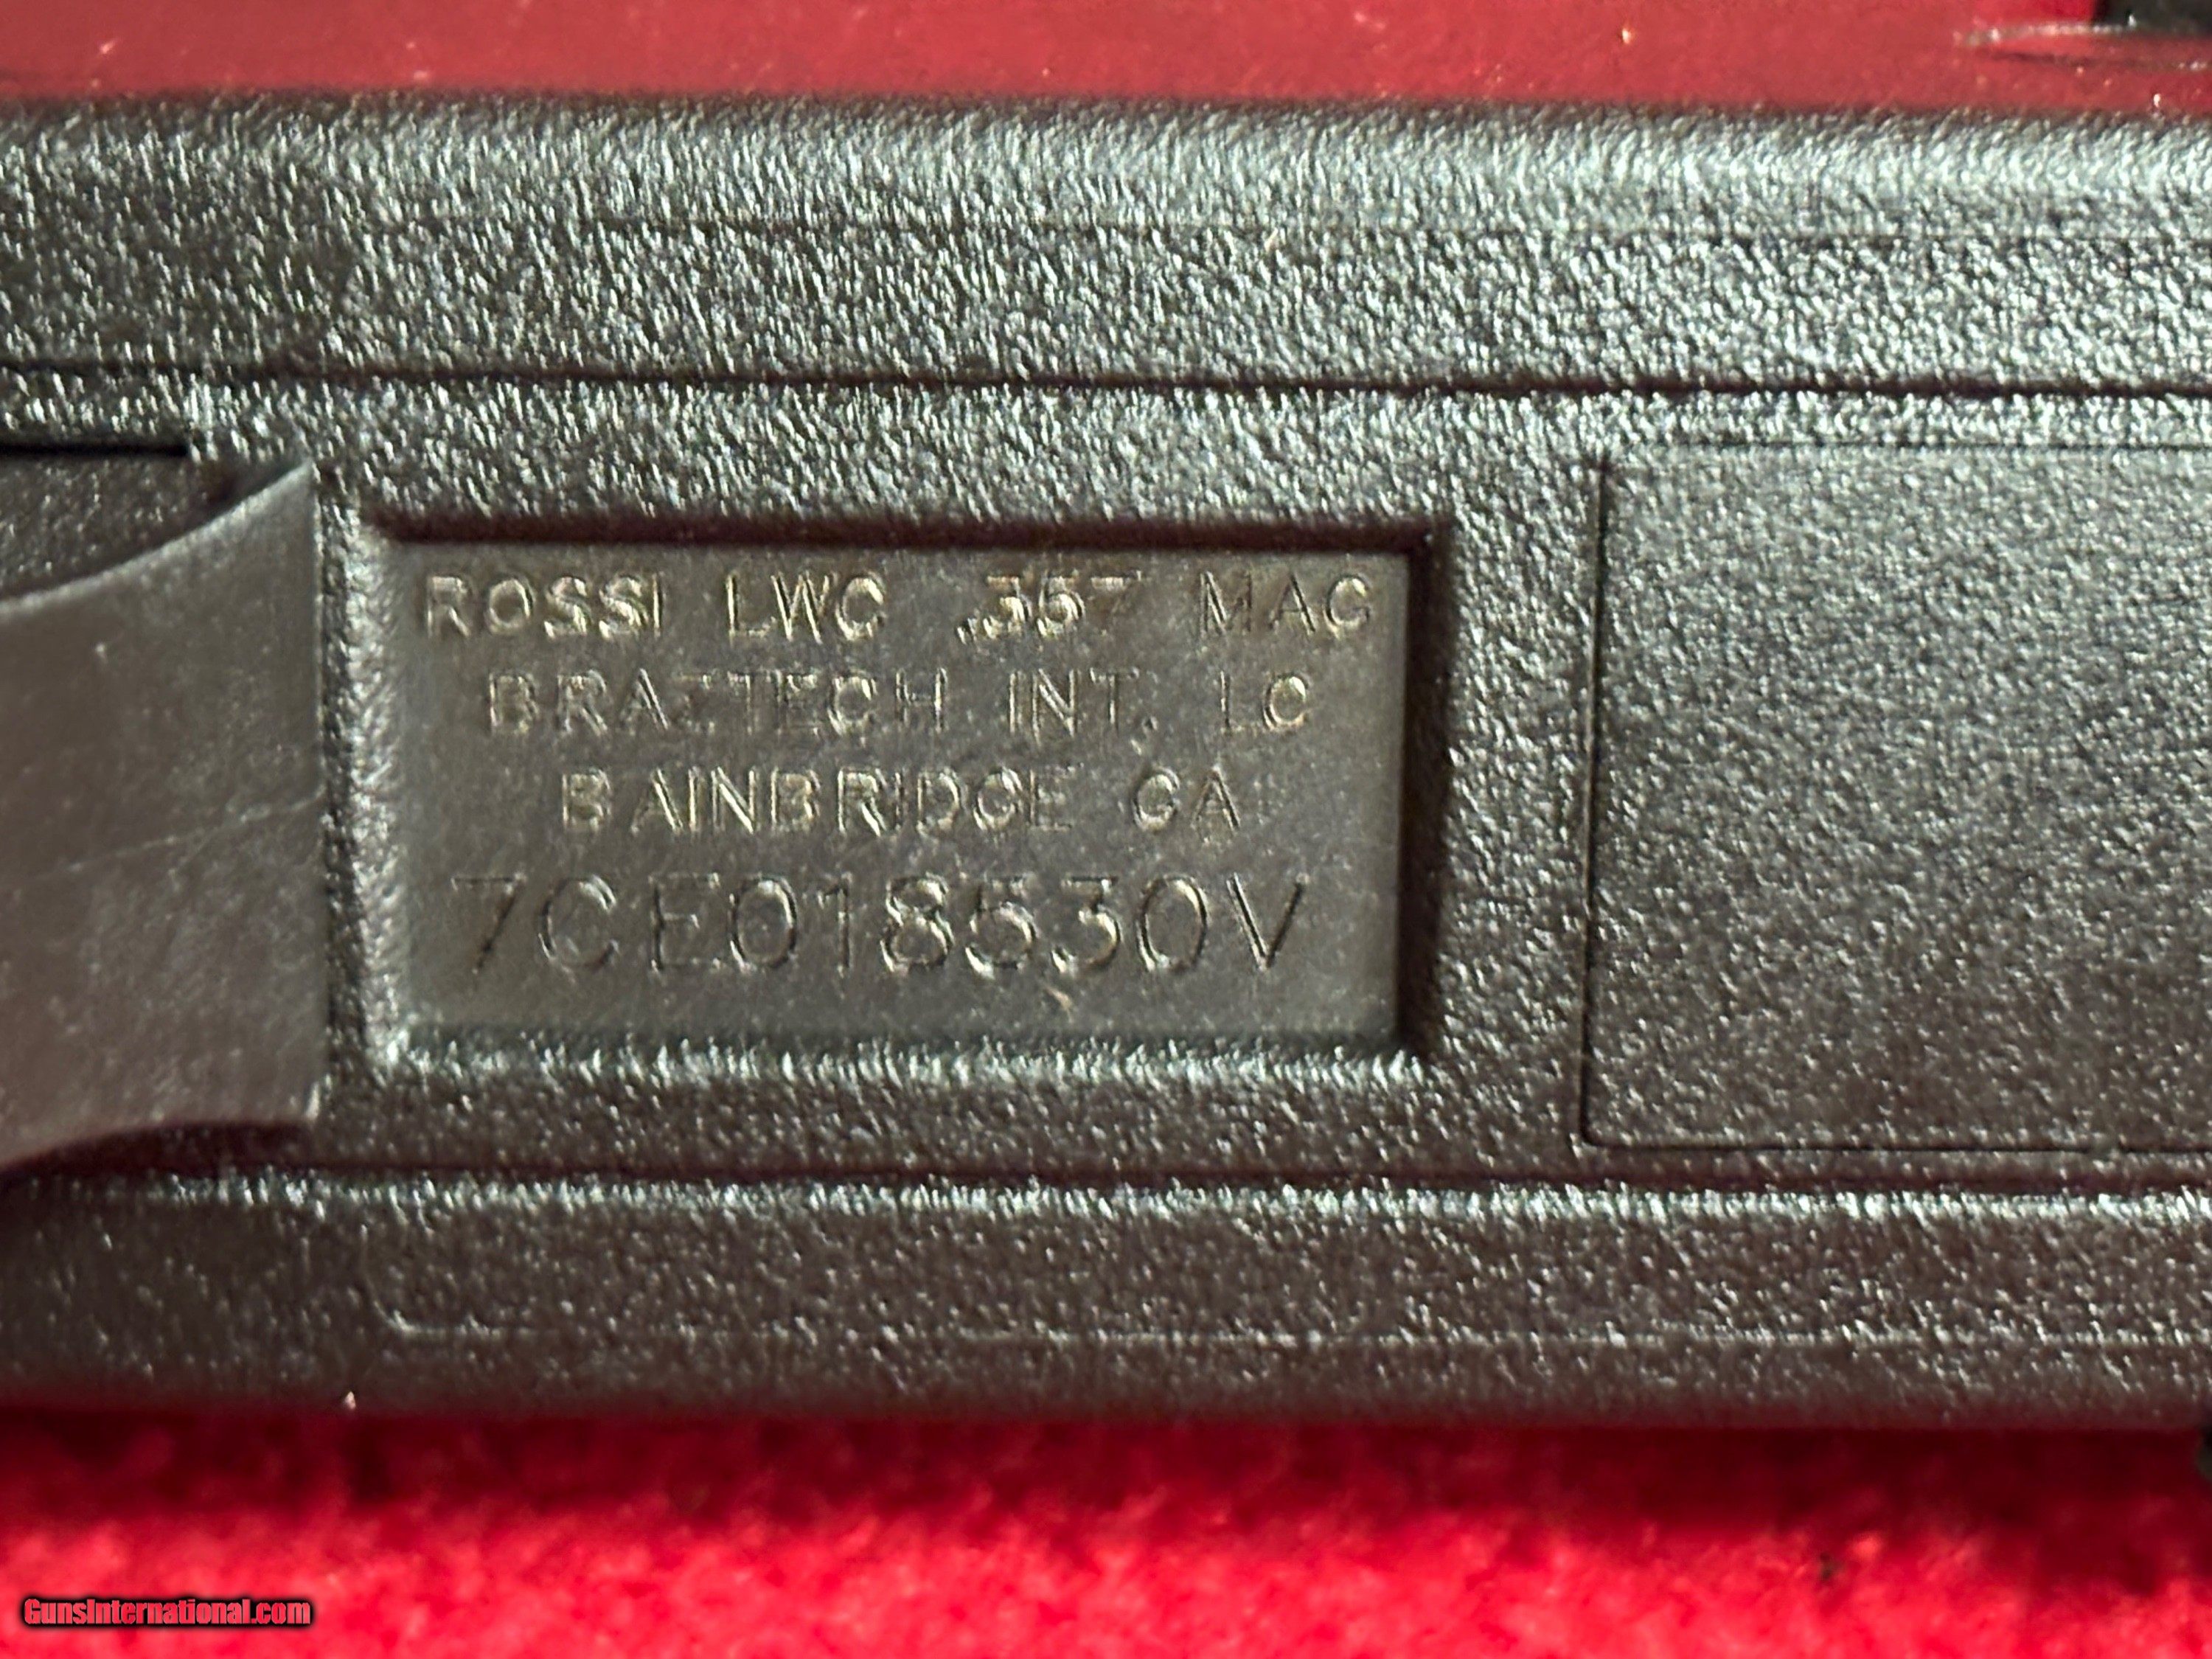 ROSSI LWC .357 MAG
BRAZTECH INT. LC
BAINBRIDGE GA
7CE018530V
GunsInternational.com